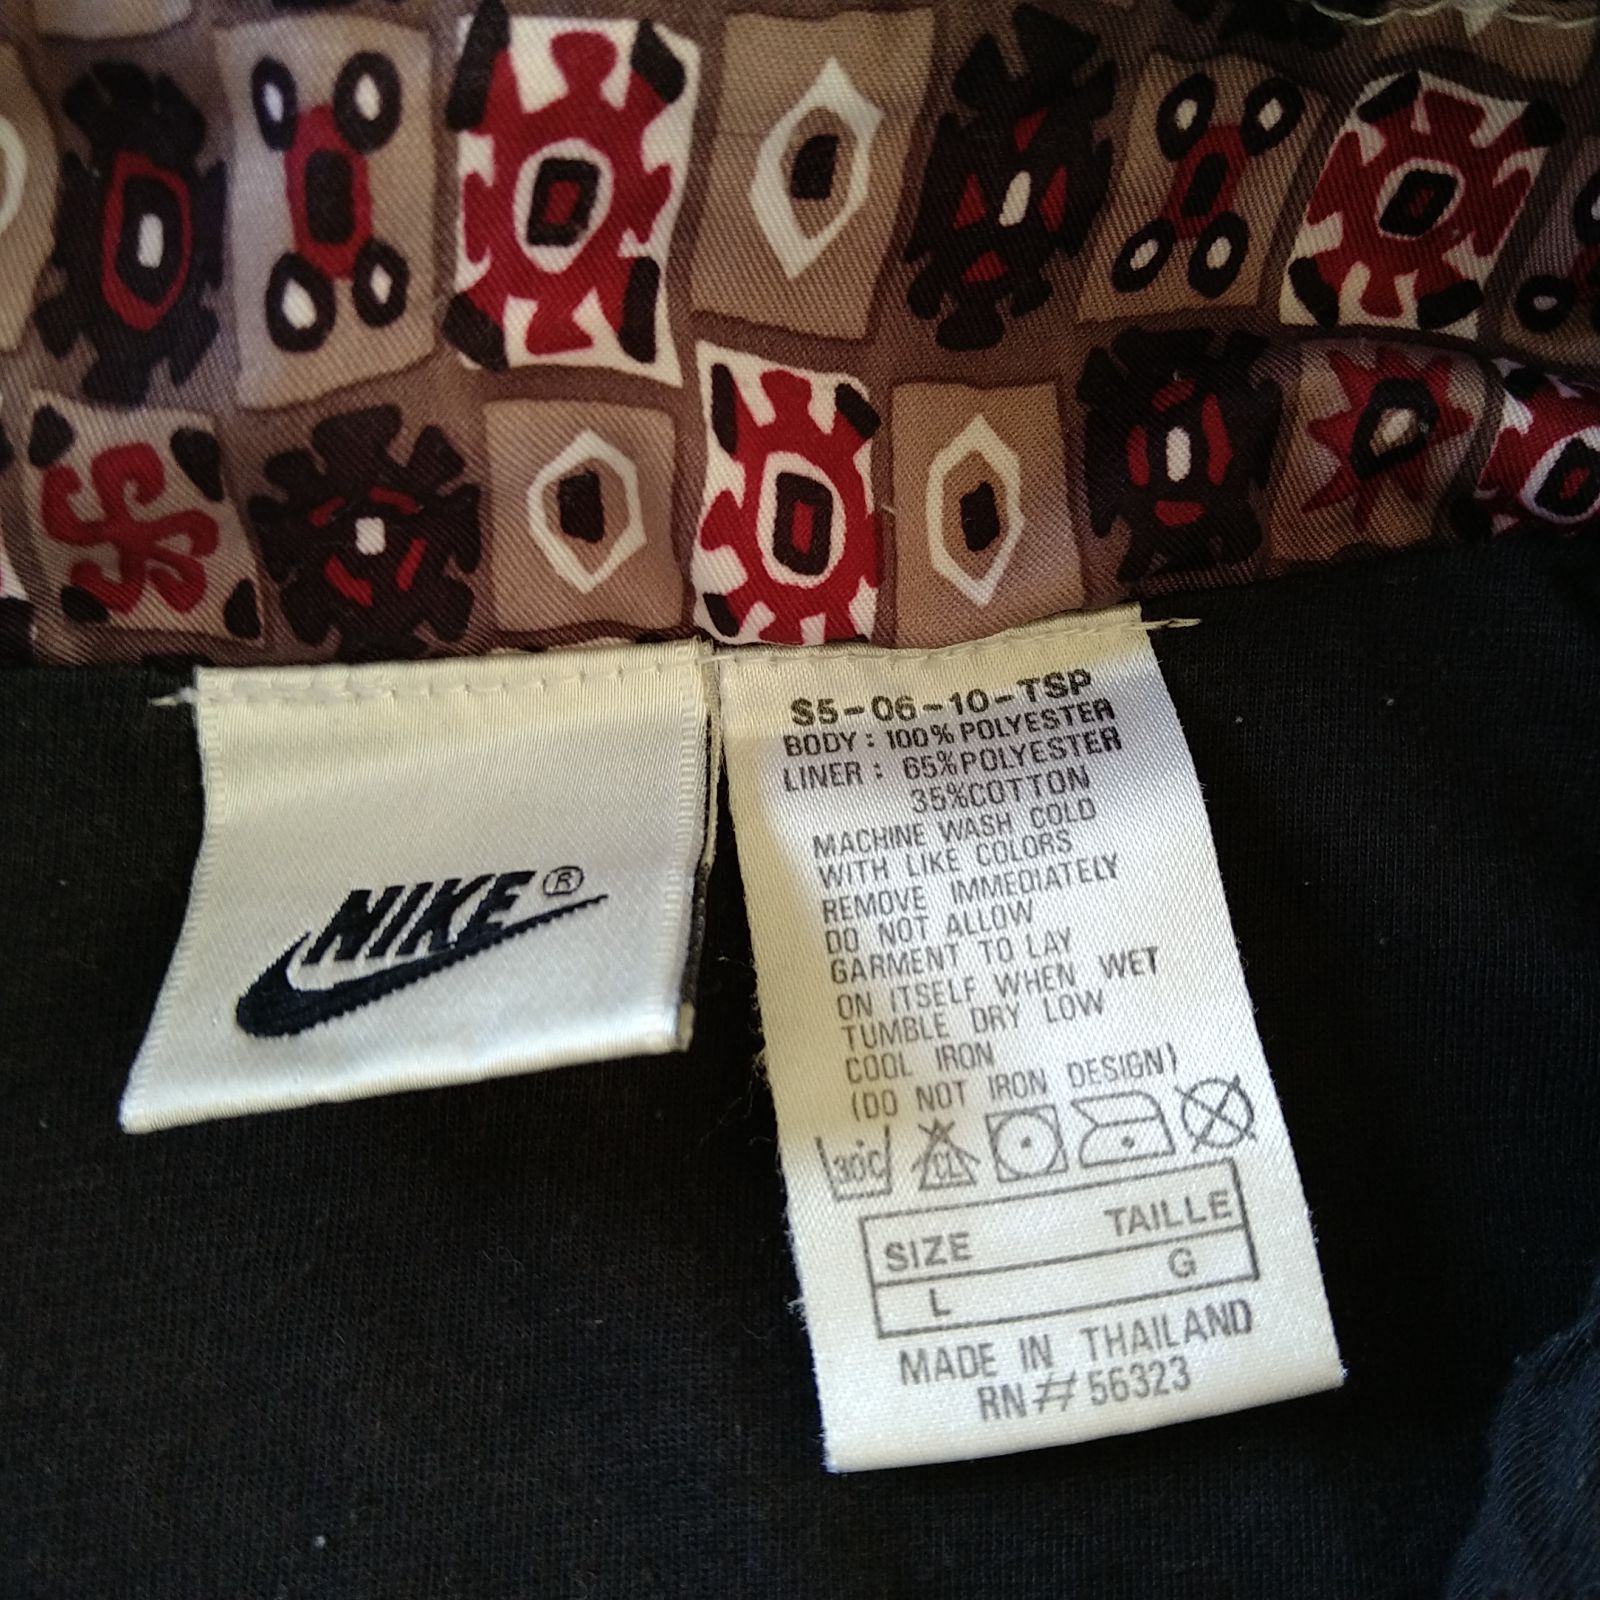 NIKE®
S5-06-10-TSP
BODY : 100% POLYESTER
LINER : 65%POLYESTER
35%COTTON
MACHINE WASH COLD
WITH LIKE COLORS
REMOVE IMMEDIATELY
DO NOT ALLOW
GARMENT TO LAY
ON ITSELF WHEN WET
TUMBLE DRY LOW
COOL IRON
(DO NOT IRON DESIGN)
30°C CL
SIZE TAILLE
L G
MADE IN THAILAND
RN# 56323